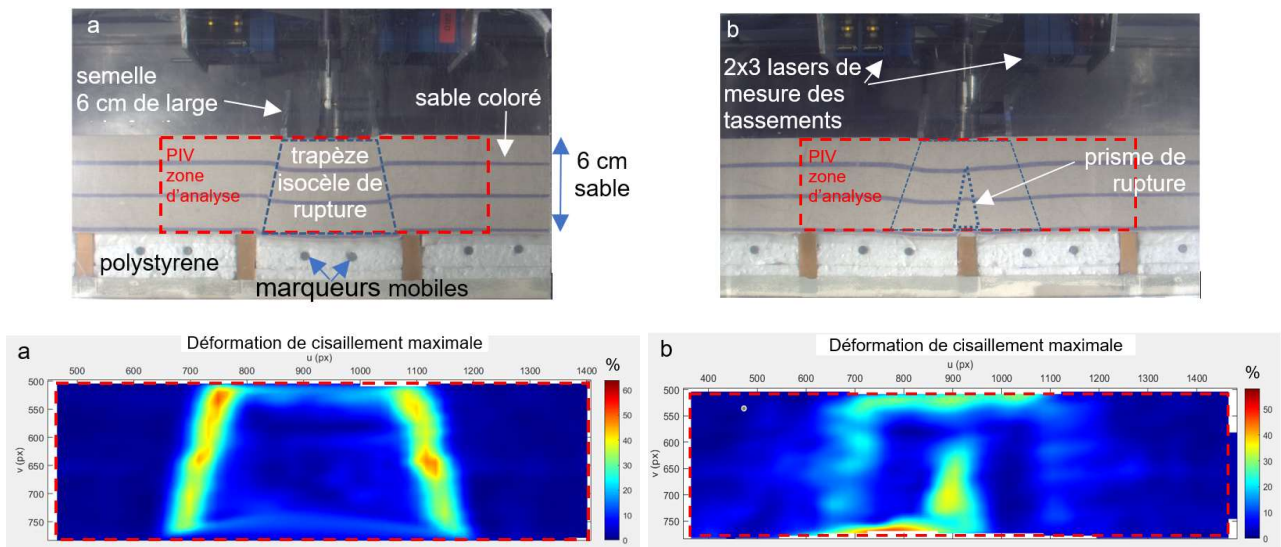 a
semelle
6 cm de large
sable coloré
PIV
zone
d'analyse
trapèze
isocèle de
rupture
6 cm
sable
polystyrene
marqueurs mobiles
b
2x3 lasers de
mesure des
tassements
PIV
zone
d'analyse
prisme de
rupture
a
Déformation de cisaillement maximale
u (px)
%
500 600 700 800 900 1000 1100 1200 1300 1400
v (px)
500
550
600
650
700
750
60
50
40
30
20
10
0
b
Déformation de cisaillement maximale
u (px)
%
400 500 600 700 800 900 1000 1100 1200 1300 1400
v (px)
500
550
600
650
700
750
50
40
30
20
10
0